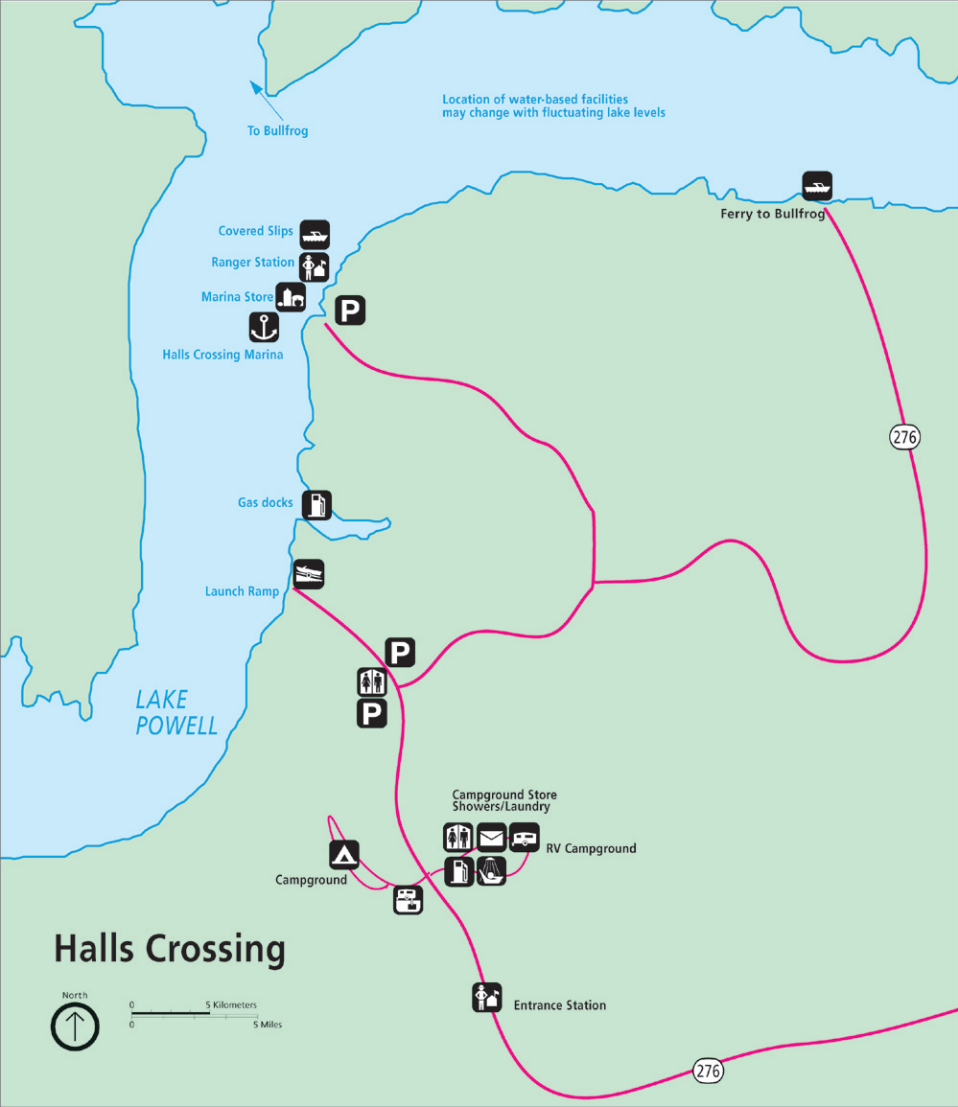 Location of water-based facilities
may change with fluctuating lake levels
To Bullfrog
Ferry to Bullfrog
Covered Slips
Ranger Station
Marina Store
P
Halls Crossing Marina
276
Gas docks
Launch Ramp
P
P
LAKE
POWELL
Campground Store
Showers/Laundry
RV Campground
Campground
Halls Crossing
North
0
5 Kilometers
0
5 Miles
Entrance Station
276